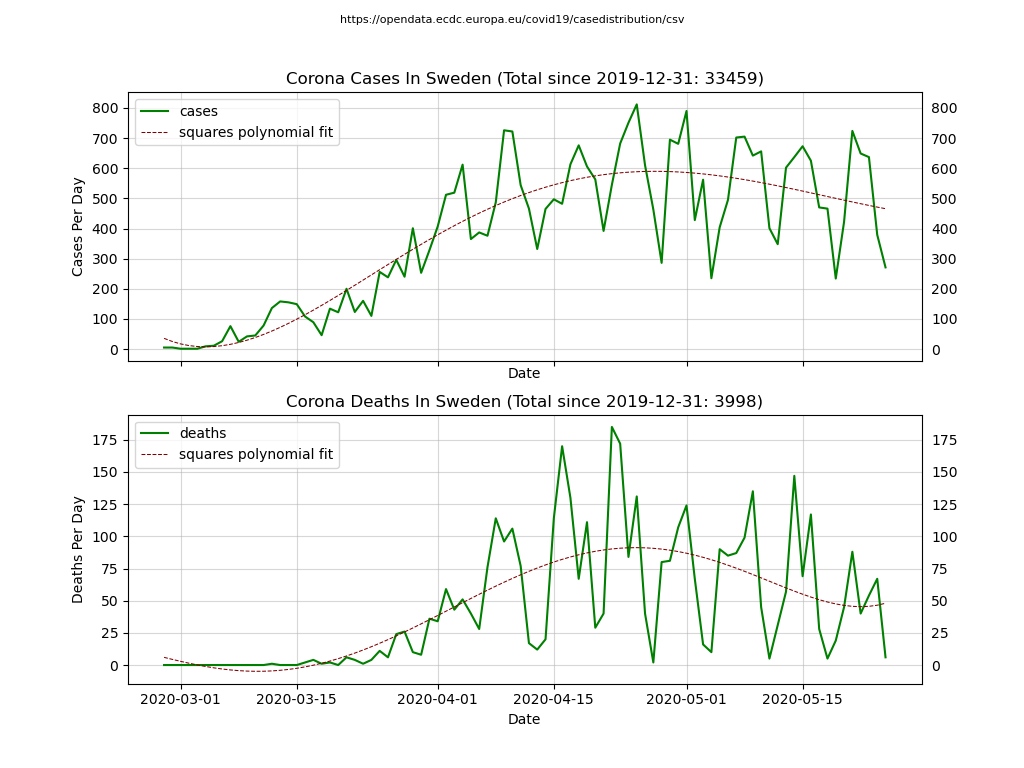 https://opendata.ecdc.europa.eu/covid19/casedistribution/csv
Corona Cases In Sweden (Total since 2019-12-31: 33459)
cases
squares polynomial fit
Cases Per Day
800
700
600
500
400
300
200
100
0
800
700
600
500
400
300
200
100
0
Date
Corona Deaths In Sweden (Total since 2019-12-31: 3998)
deaths
squares polynomial fit
Deaths Per Day
175
150
125
100
75
50
25
0
175
150
125
100
75
50
25
0
2020-03-01 2020-03-15 2020-04-01 2020-04-15 2020-05-01 2020-05-15
Date